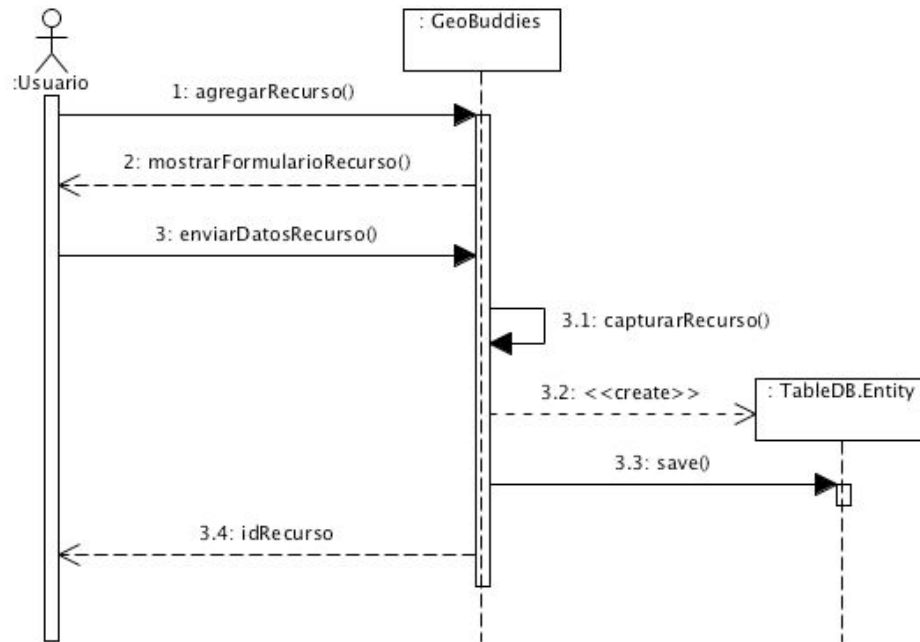 : GeoBuddies
:Usuario
1: agregarRecurso()
2: mostrarFormularioRecurso()
3: enviarDatosRecurso()
3.1: capturarRecurso()
3.2: <<create>>
: TableDB.Entity
3.3: save()
3.4: idRecurso